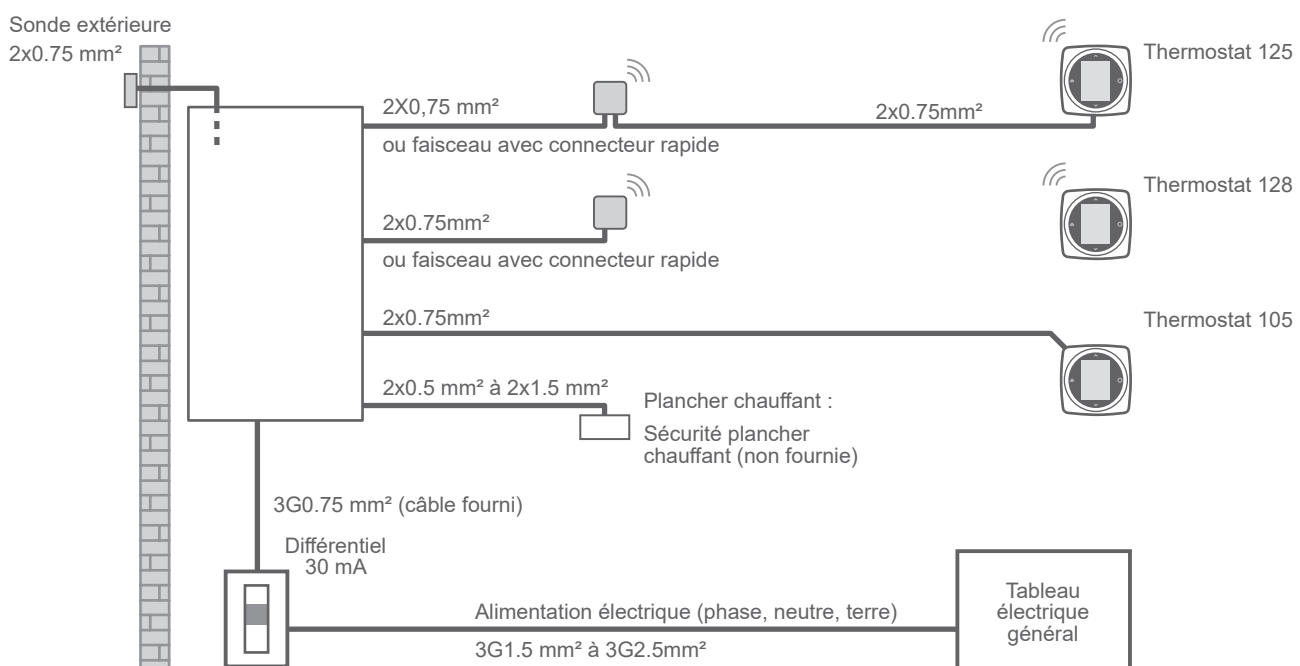 Sonde extérieure
2x0.75 mm²
Thermostat 125
2X0,75 mm²
2x0.75mm²
ou faisceau avec connecteur rapide
Thermostat 128
2x0.75mm²
ou faisceau avec connecteur rapide
2x0.75mm²
Thermostat 105
2x0.5 mm² à 2x1.5 mm²
Plancher chauffant :
Sécurité plancher
chauffant (non fournie)
3G0.75 mm² (câble fourni)
Différentiel
30 mA
Alimentation électrique (phase, neutre, terre)
3G1.5 mm² à 3G2.5mm²
Tableau
électrique
général